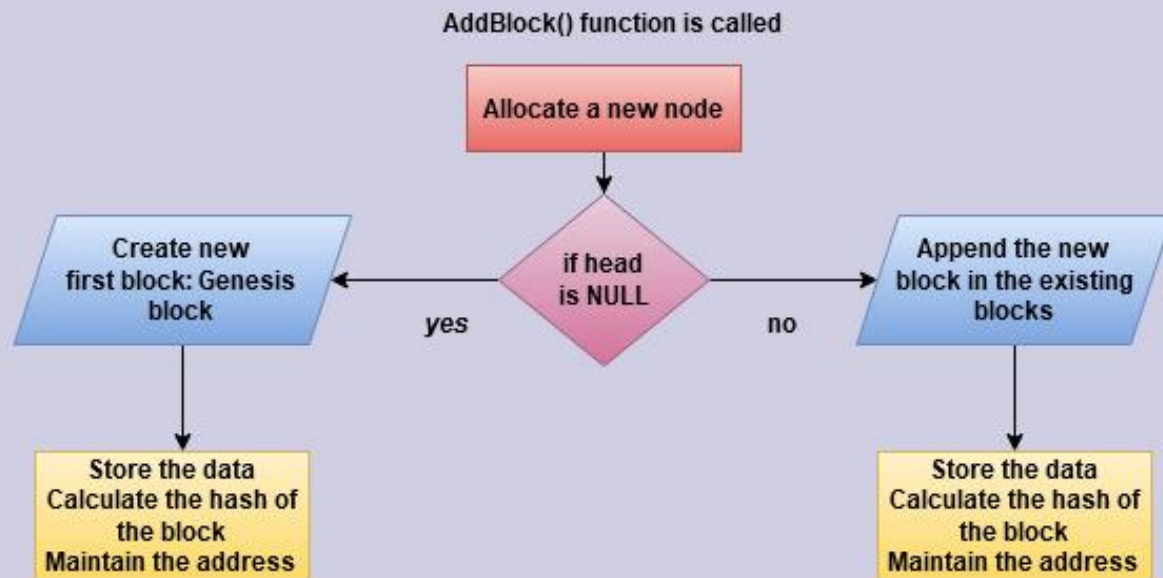 AddBlock() function is called
Allocate a new node
if head
is NULL
yes
no
Create new
first block: Genesis
block
Append the new
block in the existing
blocks
Store the data
Calculate the hash of
the block
Maintain the address
Store the data
Calculate the hash of
the block
Maintain the address